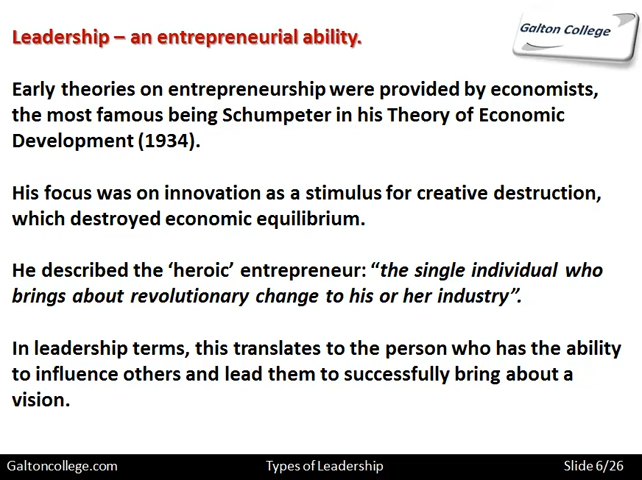 Leadership – an entrepreneurial ability.
Galton College
Early theories on entrepreneurship were provided by economists,
the most famous being Schumpeter in his Theory of Economic
Development (1934).
His focus was on innovation as a stimulus for creative destruction,
which destroyed economic equilibrium.
He described the ‘heroic’ entrepreneur: “the single individual who
brings about revolutionary change to his or her industry”.
In leadership terms, this translates to the person who has the ability
to influence others and lead them to successfully bring about a
vision.
Galtoncollege.com Types of Leadership Slide 6/26